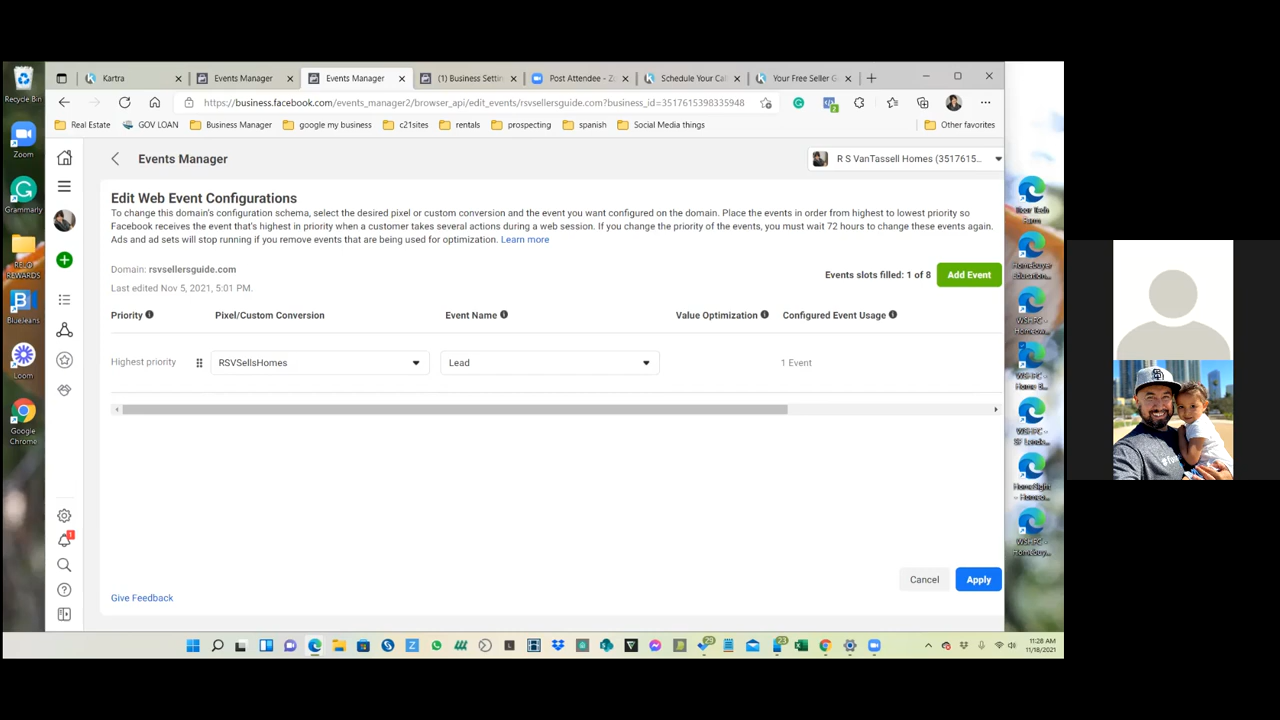 Kartra
Events Manager
Events Manager
(1) Business Settin
Post Attendee - Zo
Schedule Your Cal
Your Free Seller G
https://business.facebook.com/events_manager2/browser_api/edit_events/rsvsellersguide.com?business_id=3517615398335948
Real Estate
GOV LOAN
Business Manager
google my business
c21sites
rentals
prospecting
spanish
Social Media things
Other favorites
Recycle Bin
Zoom
Grammarly
REWARDS
BlueJeans
Loom
Google Chrome
Events Manager
R S VanTassell Homes (3517615...
Edit Web Event Configurations
To change this domain's configuration schema, select the desired pixel or custom conversion and the event you want configured on the domain. Place the events in order from highest to lowest priority so
Facebook receives the event that's highest in priority when a customer takes several actions during a web session. If you change the priority of the events, you must wait 72 hours to change these events again.
Ads and ad sets will stop running if you remove events that are being used for optimization. Learn more
Domain: rsvsellersguide.com
Events slots filled: 1 of 8
Add Event
Last edited Nov 5, 2021, 5:01 PM.
Priority
Pixel/Custom Conversion
Event Name
Value Optimization
Configured Event Usage
Highest priority
RSVSellsHomes
Lead
1 Event
Cancel
Apply
Give Feedback
11:28 AM
11/18/2021